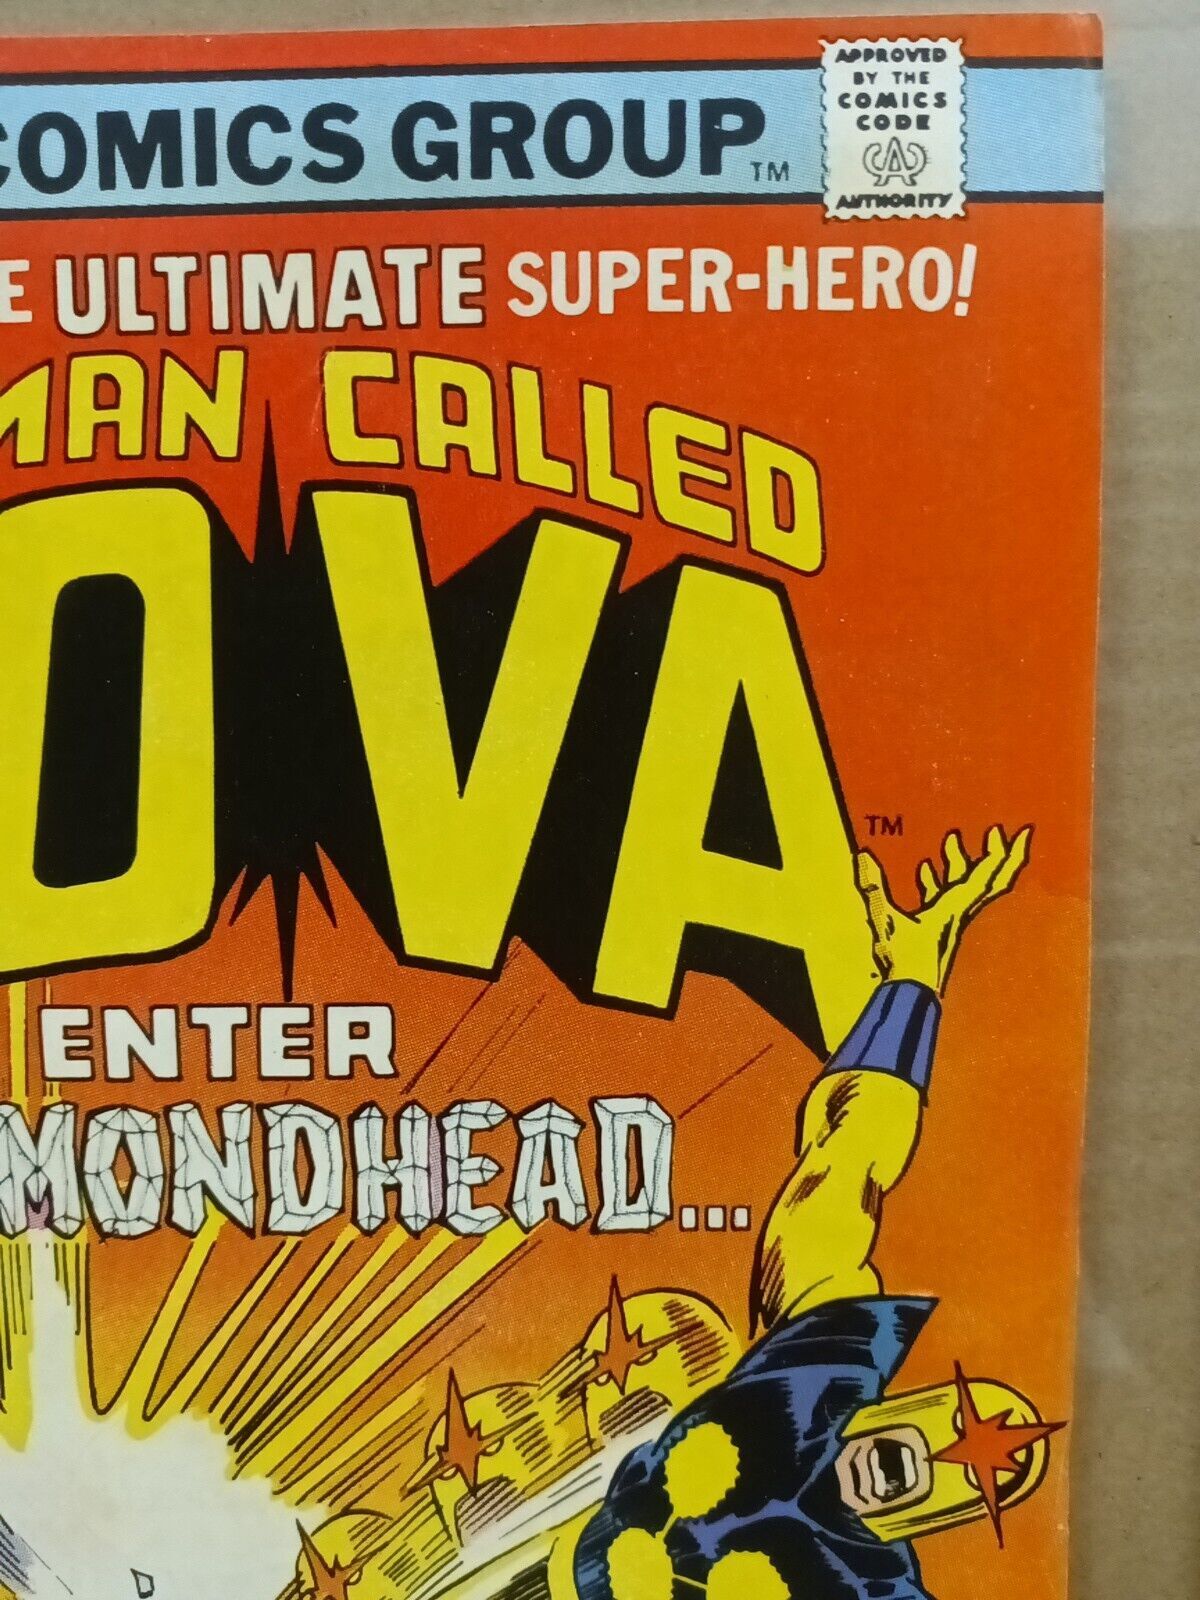 COMICS GROUP TM
APPROVED
BY THE
COMICS
CODE
CA
AUTHORITY
E ULTIMATE SUPER-HERO!
MAN CALLED
OVA
TM
ENTER
MONDHEAD...